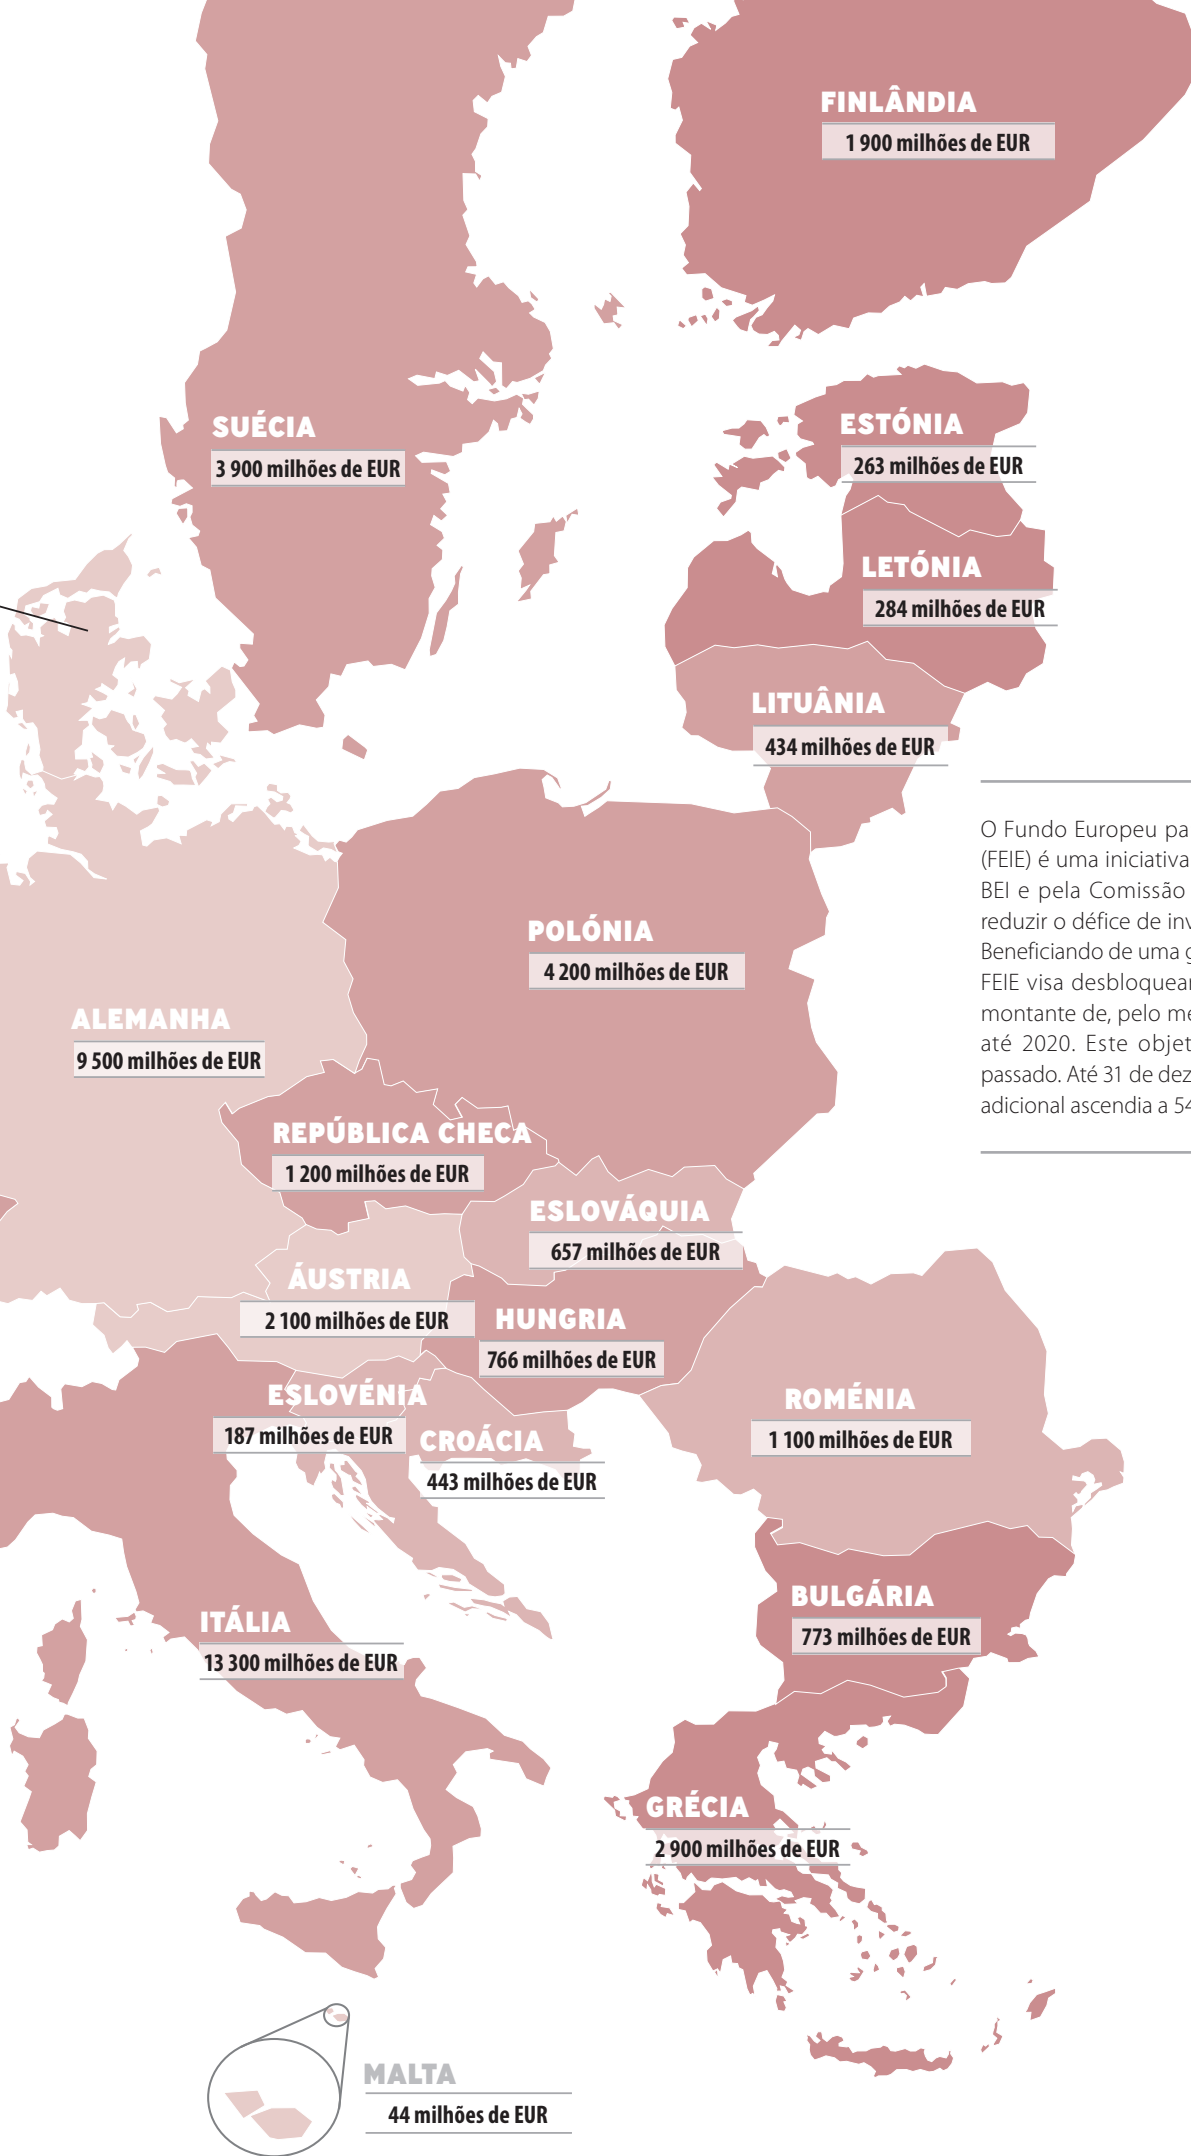 FINLÂNDIA
1 900 milhões de EUR
SUÉCIA
3 900 milhões de EUR
ESTÓNIA
263 milhões de EUR
LETÓNIA
284 milhões de EUR
LITUÂNIA
434 milhões de EUR
O Fundo Europeu pa
(FEIE) é uma iniciativa
BEI e pela Comissão
reduzir o défice de inv
Beneficiando de uma g
FEIE visa desbloquear
montante de, pelo me
até 2020. Este objet
passado. Até 31 de dez
adicional ascendia a 54
POLÓNIA
4 200 milhões de EUR
ALEMANHA
9 500 milhões de EUR
REPÚBLICA CHECA
1 200 milhões de EUR
ESLOVÁQUIA
657 milhões de EUR
ÁUSTRIA
2 100 milhões de EUR
HUNGRIA
766 milhões de EUR
ESLOVÉNIA
187 milhões de EUR
CROÁCIA
443 milhões de EUR
ROMÉNIA
1 100 milhões de EUR
BULGÁRIA
773 milhões de EUR
ITÁLIA
13 300 milhões de EUR
GRÉCIA
2 900 milhões de EUR
MALTA
44 milhões de EUR